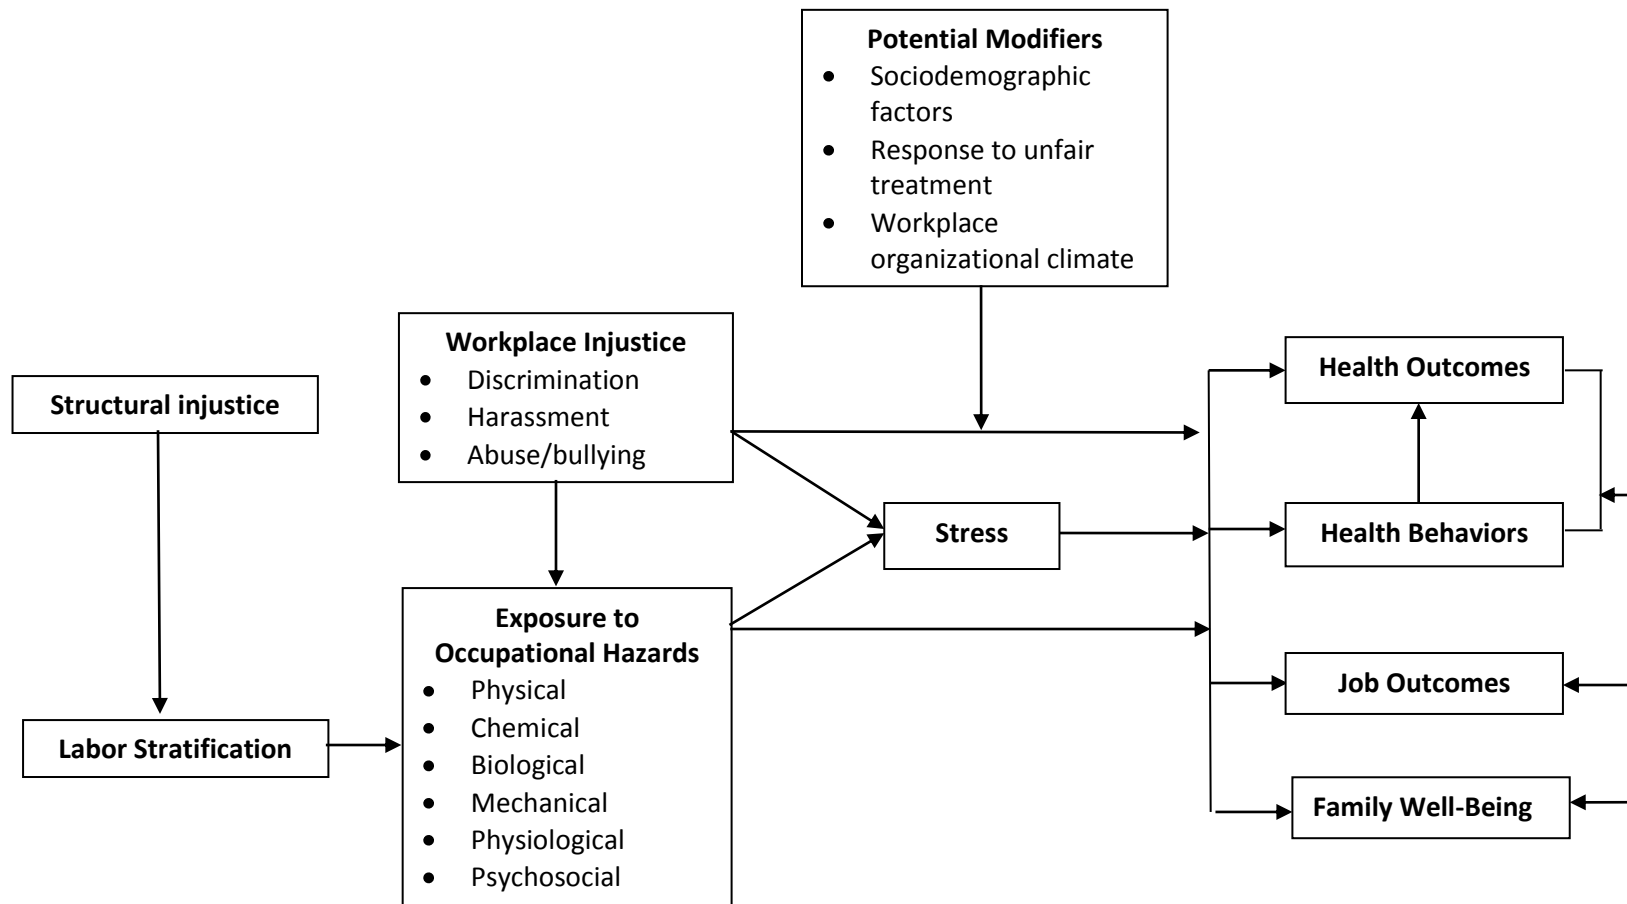 Potential Modifiers
• Sociodemographic
factors
• Response to unfair
treatment
• Workplace
organizational climate
Workplace Injustice
• Discrimination
• Harassment
• Abuse/bullying
Structural injustice
Health Outcomes
Stress
Health Behaviors
Exposure to
Occupational Hazards
• Physical
• Chemical
• Biological
• Mechanical
• Physiological
• Psychosocial
Labor Stratification
Job Outcomes
Family Well-Being